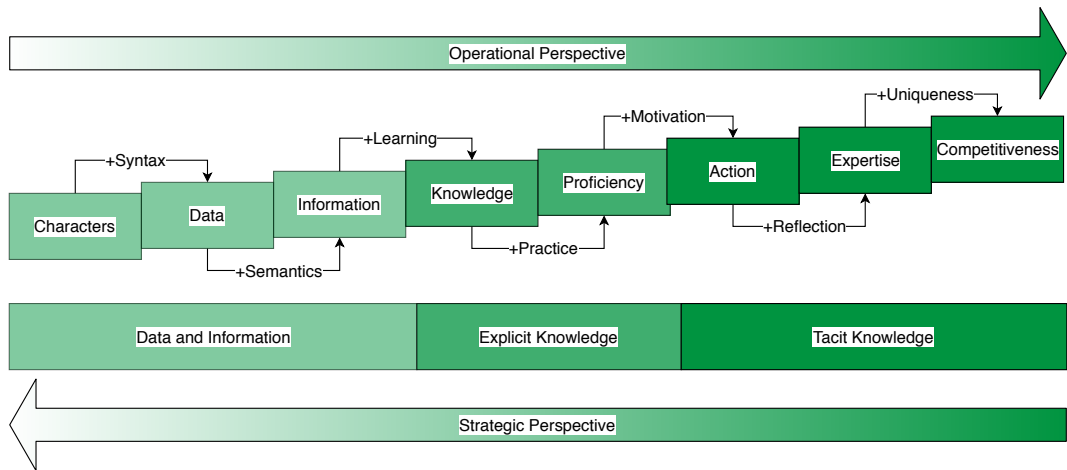 Operational Perspective
+Uniqueness
+Motivation
+Learning
+Syntax
Competitiveness
Expertise
Action
Proficiency
Knowledge
Information
Data
Characters
+Reflection
+Practice
+Semantics
Data and Information
Explicit Knowledge
Tacit Knowledge
Strategic Perspective